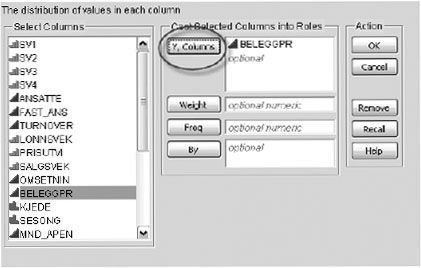 The distribution of values in each column
Select Columns
SV1
SV2
SV3
SV4
ANSATTE
FAST_ANS
TURNOVER
LONNSVEK
PRISUTVI
SALGSVEK
OMSETNIN
BELEGGPR
KJEDE
SESONG
MND_APEN
Cast Selected Columns into Roles
Y, Columns
BELEGGPR
optional
Weight
optional numeric
Freq
optional numeric
By
optional
Action
OK
Cancel
Remove
Recall
Help